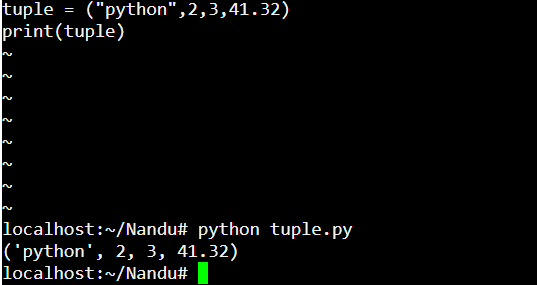 tuple = ("python",2,3,41.32)
print(tuple)
~
~
~
~
~
~
~
~
localhost:~/Nandu# python tuple.py
('python', 2, 3, 41.32)
localhost:~/Nandu#